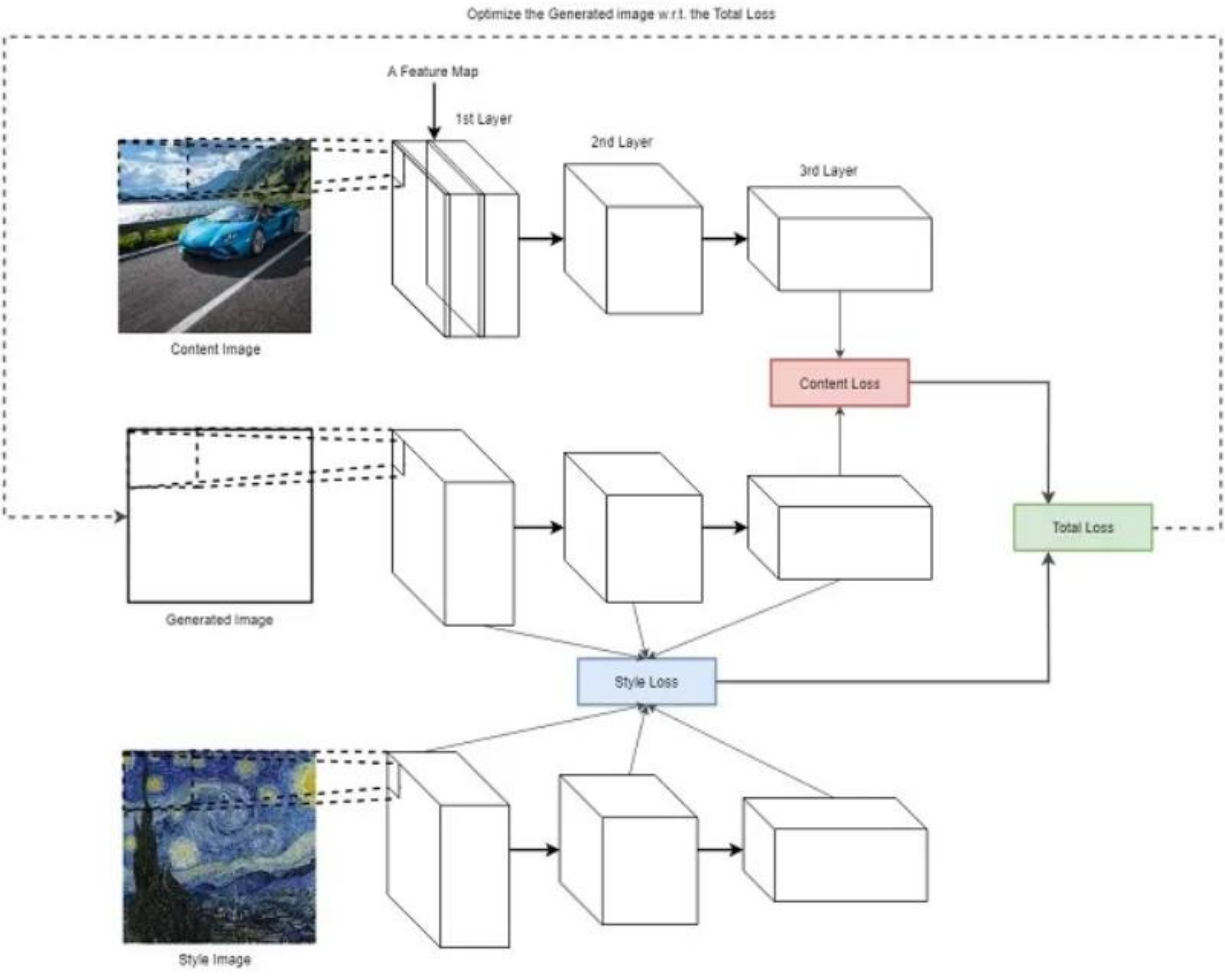 Optimize the Generated image w.r.t. the Total Loss
A Feature Map
1st Layer
2nd Layer
3rd Layer
Content Image
Content Loss
Total Loss
Generated Image
Style Loss
Style Image